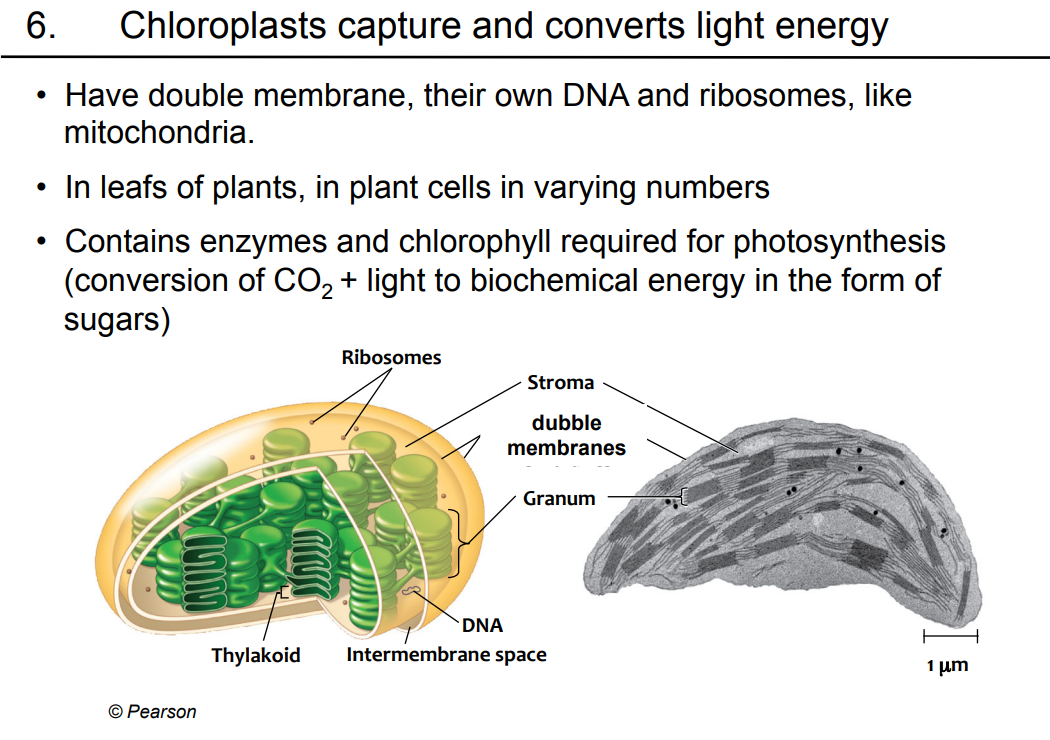 6. Chloroplasts capture and converts light energy
• Have double membrane, their own DNA and ribosomes, like
mitochondria.
• In leafs of plants, in plant cells in varying numbers
• Contains enzymes and chlorophyll required for photosynthesis
(conversion of CO₂ + light to biochemical energy in the form of
sugars)
Ribosomes
Stroma
dubble
membranes
Granum
DNA
Thylakoid
Intermembrane space
1 μm
© Pearson